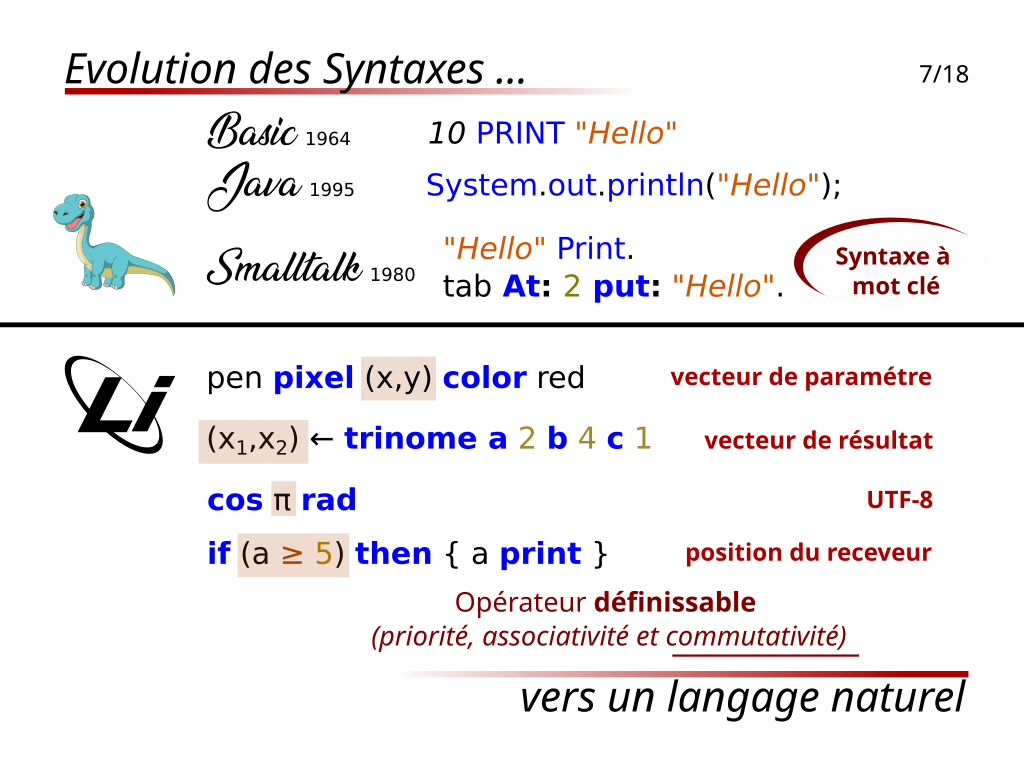 Evolution des Syntaxes ...
7/18
Basic 1964 10 PRINT "Hello"
Java 1995 System.out.println("Hello");
Smalltalk 1980
"Hello" Print.
tab At: 2 put: "Hello".
Syntaxe à
mot clé
Li
pen pixel (x,y) color red vecteur de paramétre
(x₁,x₂) ← trinome a 2 b 4 c 1 vecteur de résultat
cos π rad UTF-8
if (a ≥ 5) then { a print } position du receveur
Opérateur définissable
(priorité, associativité et commutativité)
vers un langage naturel